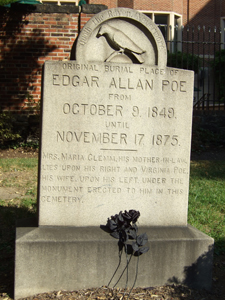 ORIGINAL BURIAL PLACE OF
EDGAR ALLAN POE
FROM
OCTOBER 9, 1849,
UNTIL
NOVEMBER 17, 1875.
MRS. MARIA CLEMM, HIS MOTHER-IN-LAW,
LIES UPON HIS RIGHT AND VIRGINIA POE,
HIS WIFE, UPON HIS LEFT, UNDER THE
MONUMENT ERECTED TO HIM IN THIS
CEMETERY.